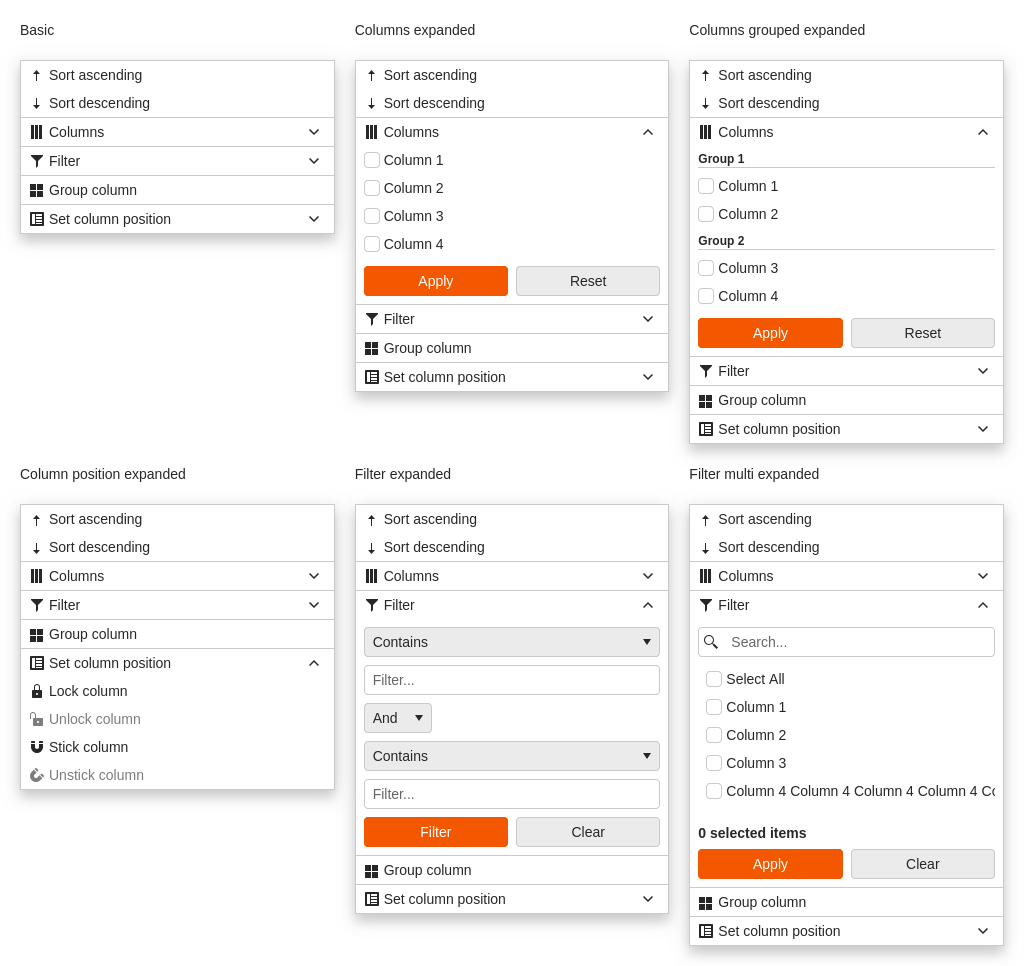 Basic
Sort ascending
Sort descending
Columns
Filter
Group column
Set column position
Columns expanded
Sort ascending
Sort descending
Columns
Column 1
Column 2
Column 3
Column 4
Apply Reset
Filter
Group column
Set column position
Columns grouped expanded
Sort ascending
Sort descending
Columns
Group 1
Column 1
Column 2
Group 2
Column 3
Column 4
Apply Reset
Filter
Group column
Set column position
Column position expanded
Sort ascending
Sort descending
Columns
Filter
Group column
Set column position
Lock column
Unlock column
Stick column
Unstick column
Filter expanded
Sort ascending
Sort descending
Columns
Filter
Contains
Filter...
And
Contains
Filter...
Filter Clear
Group column
Set column position
Filter multi expanded
Sort ascending
Sort descending
Columns
Filter
Search...
Select All
Column 1
Column 2
Column 3
Column 4 Column 4 Column 4 Column 4
0 selected items
Apply Clear
Group column
Set column position